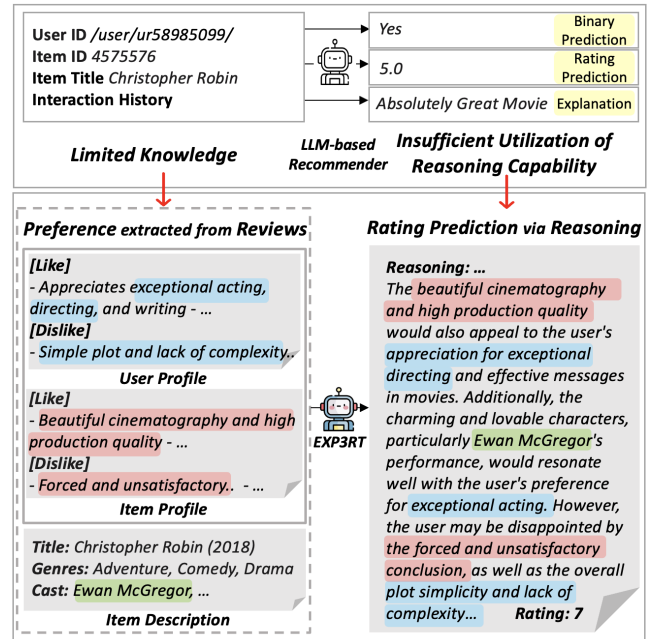 User ID /user/ur58985099/
Item ID 4575576
Item Title Christopher Robin
Interaction History
Yes
Binary
Prediction
5.0
Rating
Prediction
Absolutely Great Movie
Explanation
Limited Knowledge
LLM-based
Recommender
Insufficient Utilization of
Reasoning Capability
Preference extracted from Reviews
[Like]
- Appreciates exceptional acting,
directing, and writing - ...
[Dislike]
- Simple plot and lack of complexity..
User Profile
[Like]
- Beautiful cinematography and high
production quality - ...
[Dislike]
- Forced and unsatisfactory.. - ...
Item Profile
Title: Christopher Robin (2018)
Genres: Adventure, Comedy, Drama
Cast: Ewan McGregor, ...
Item Description
EXP3RT
Rating Prediction via Reasoning
Reasoning: ...
The beautiful cinematography
and high production quality
would also appeal to the user's
appreciation for exceptional
directing and effective messages
in movies. Additionally, the
charming and lovable characters,
particularly Ewan McGregor's
performance, would resonate
well with the user's preference
for exceptional acting. However,
the user may be disappointed by
the forced and unsatisfactory
conclusion, as well as the overall
plot simplicity and lack of
complexity... Rating: 7